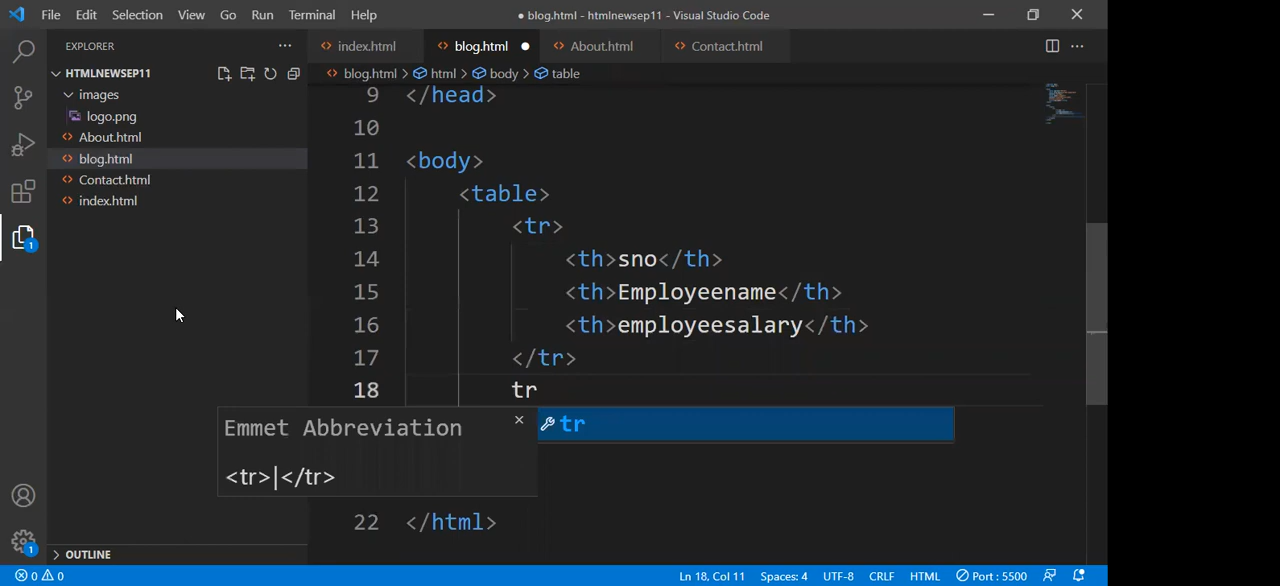 File Edit Selection View Go Run Terminal Help ● blog.html - htmlnewsep11 - Visual Studio Code
EXPLORER ...
index.html blog.html ● About.html Contact.html ...
HTMLNEWSEP11
blog.html > html > body > table
images
logo.png
About.html
blog.html
Contact.html
index.html
9 </head>
10
11 <body>
12 <table>
13 <tr>
14 <th>sno</th>
15 <th>Employeename</th>
16 <th>employeesalary</th>
17 </tr>
18 tr
Emmet Abbreviation ×
tr
<tr>|</tr>
22 </html>
1
1
OUTLINE
0 0 Ln 18, Col 11 Spaces: 4 UTF-8 CRLF HTML Port : 5500